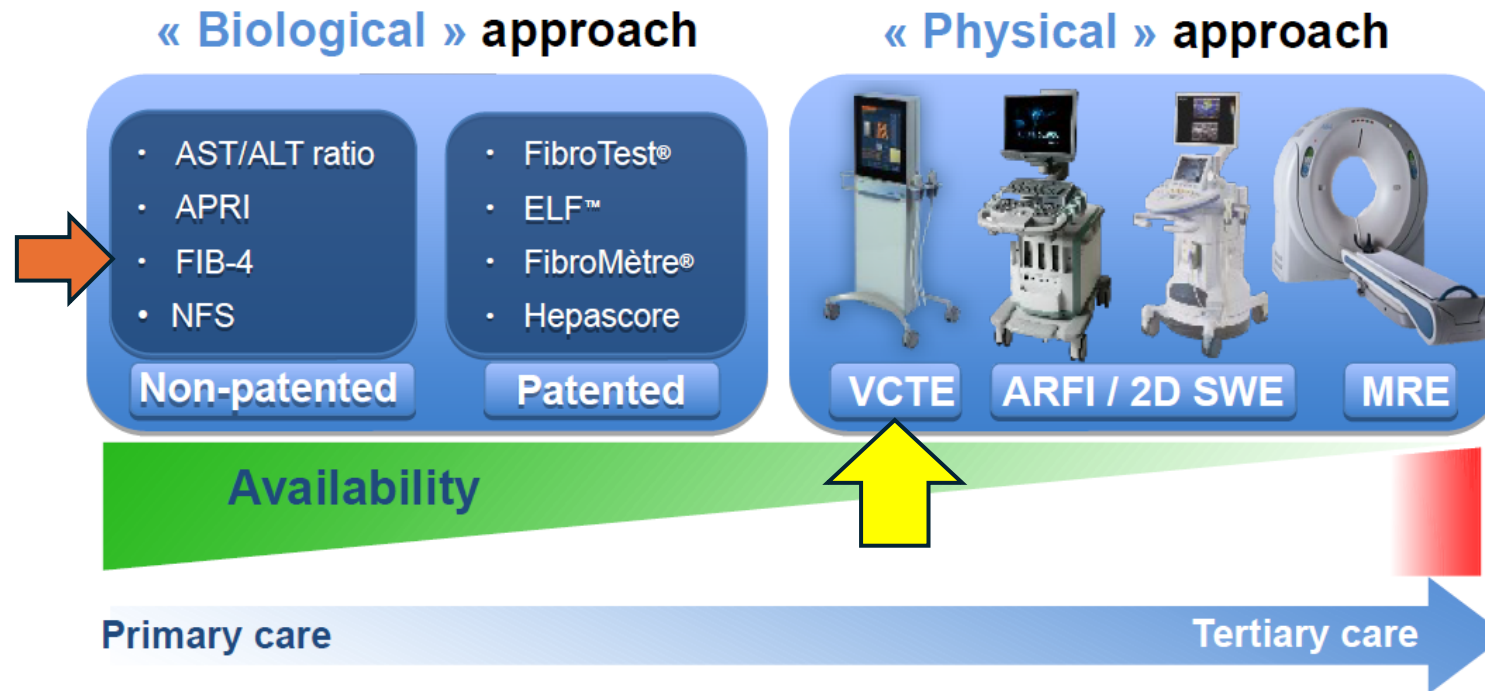 « Biological » approach
« Physical » approach
· AST/ALT ratio
· APRI
· FIB-4
• NFS
Non-patented
· FibroTest®
· ELF™
· FibroMètre®
· Hepascore
Patented
VCTE
ARFI / 2D SWE
MRE
Availability
Primary care
Tertiary care